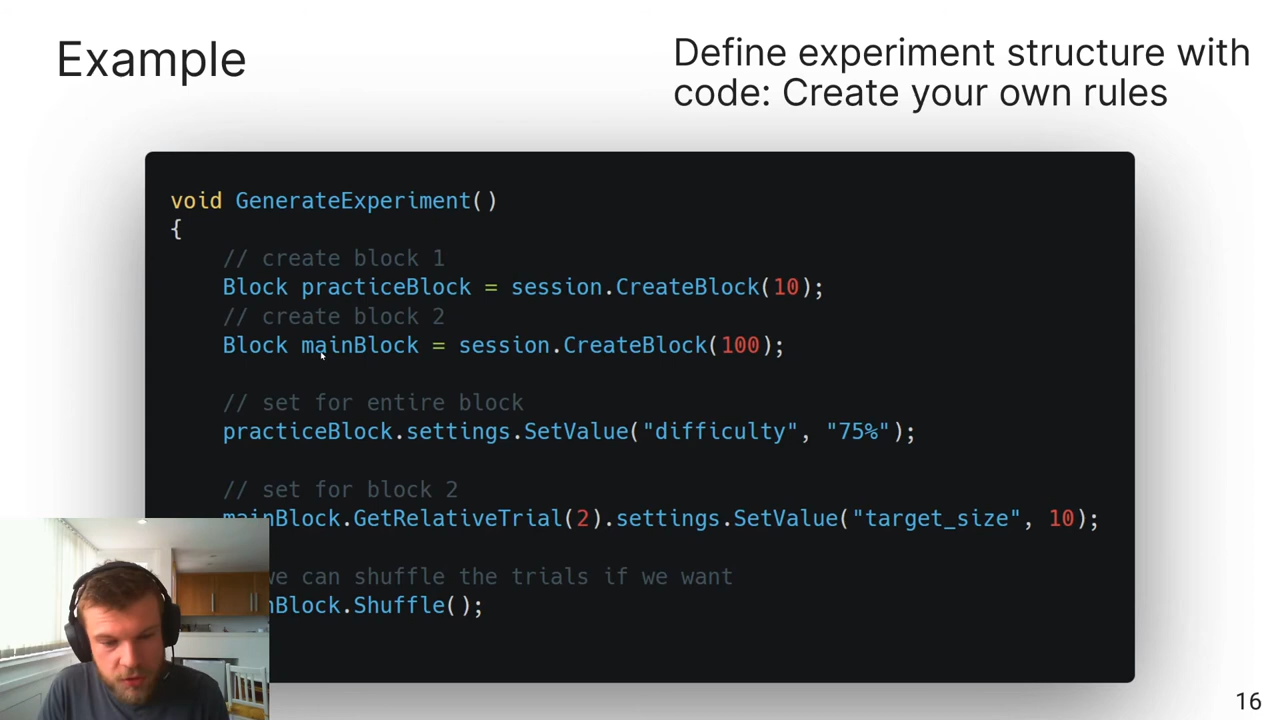 Example
Define experiment structure with
code: Create your own rules
void GenerateExperiment()
{
// create block 1
Block practiceBlock = session.CreateBlock(10);
// create block 2
Block mainBlock = session.CreateBlock(100);
// set for entire block
practiceBlock.settings.SetValue("difficulty", "75%");
// set for block 2
mainBlock.GetRelativeTrial(2).settings.SetValue("target_size", 10);
we can shuffle the trials if we want
nBlock.Shuffle();
16